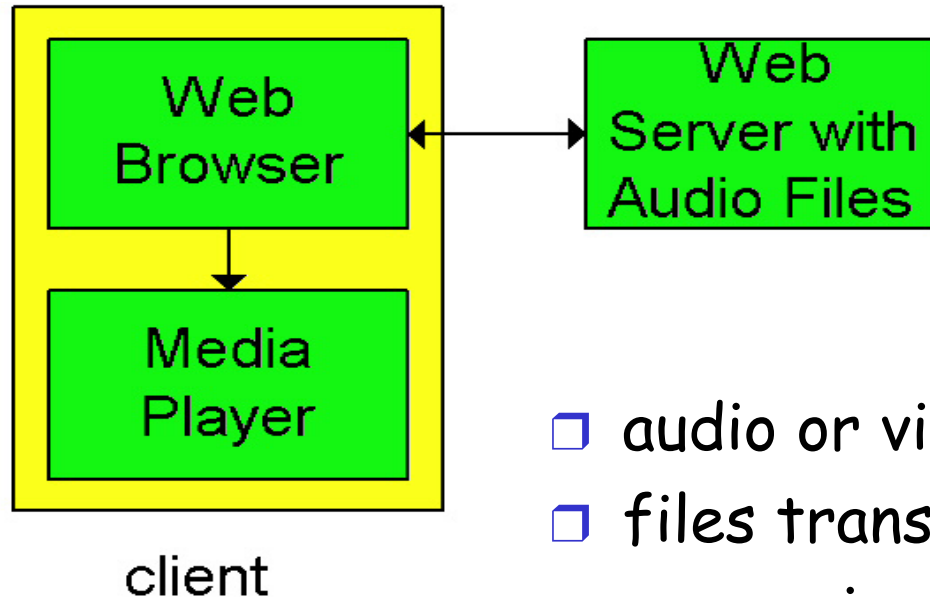 Web
Browser
Media
Player
client
Web
Server with
Audio Files
audio or vi
files trans